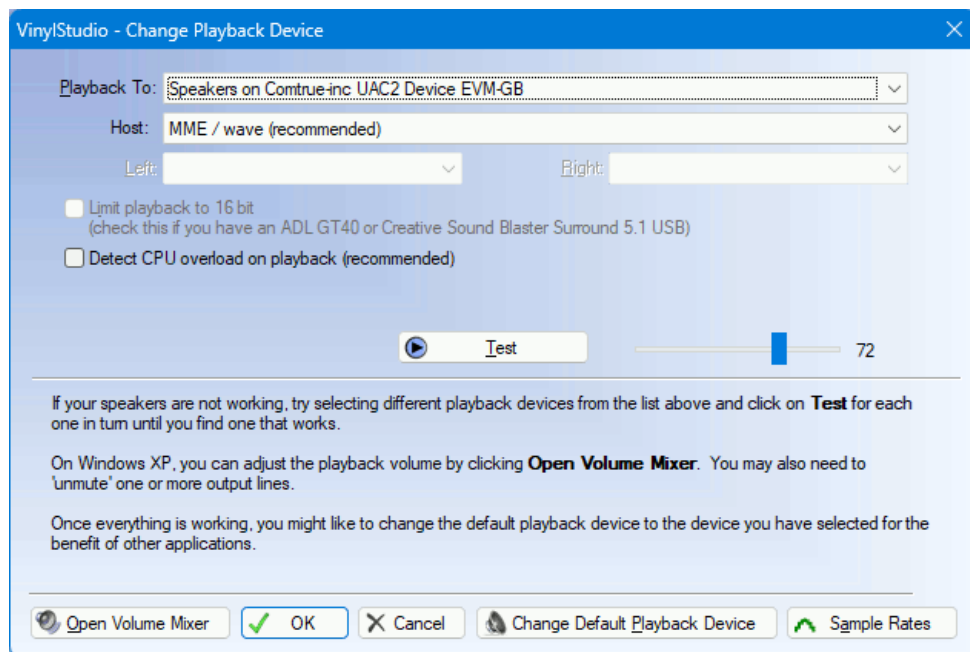 VinylStudio - Change Playback Device
Playback To: Speakers on Comtrue-inc UAC2 Device EVM-GB
Host: MME / wave (recommended)
Left: Right:
Limit playback to 16 bit
(check this if you have an ADL GT40 or Creative Sound Blaster Surround 5.1 USB)
Detect CPU overload on playback (recommended)
Test 72
If your speakers are not working, try selecting different playback devices from the list above and click on Test for each
one in turn until you find one that works.
On Windows XP, you can adjust the playback volume by clicking Open Volume Mixer. You may also need to
'unmute' one or more output lines.
Once everything is working, you might like to change the default playback device to the device you have selected for the
benefit of other applications.
Open Volume Mixer OK Cancel Change Default Playback Device Sample Rates